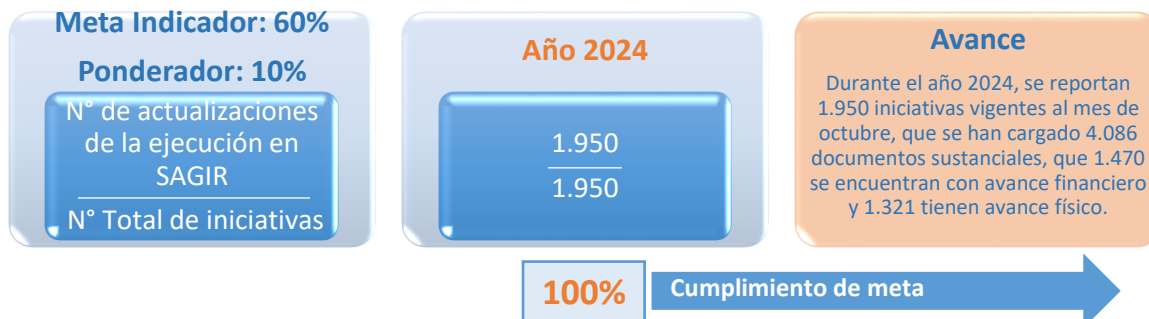 Meta Indicador: 60%
Ponderador: 10%
N° de actualizaciones
de la ejecución en
SAGIR
N° Total de iniciativas
Año 2024
1.950
1.950
Avance
Durante el año 2024, se reportan
1.950 iniciativas vigentes al mes de
octubre, que se han cargado 4.086
documentos sustanciales, que 1.470
se encuentran con avance financiero
y 1.321 tienen avance físico.
100%
Cumplimiento de meta